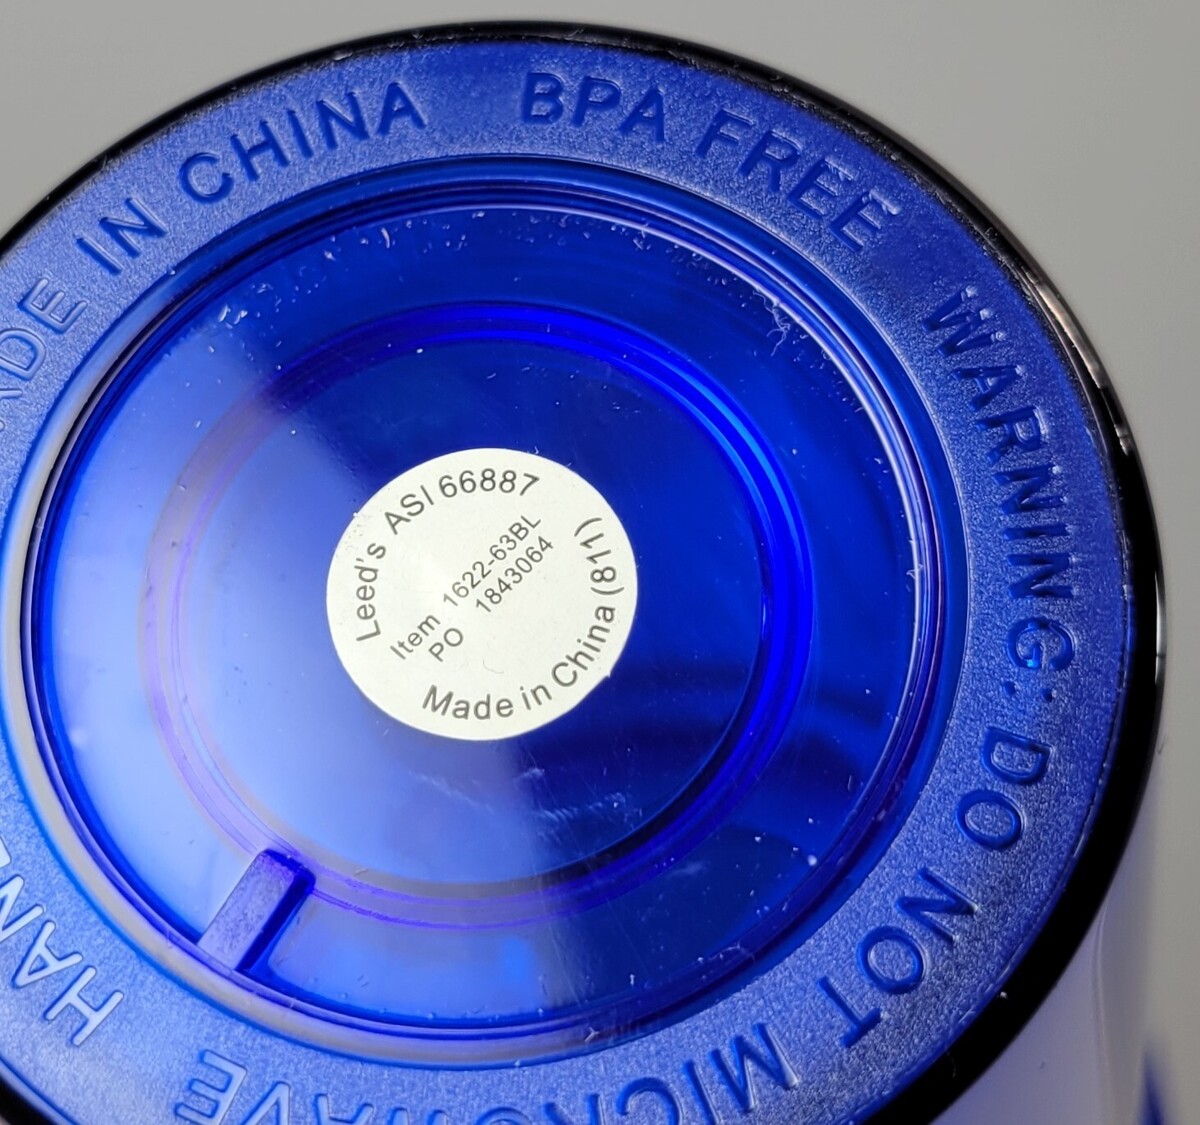 MADE IN CHINA
BPA FREE
WARNING: DO NOT MICROWAVE
Leed's ASI 66887
Item 1622-63BL
PO 1843064
Made in China (811)